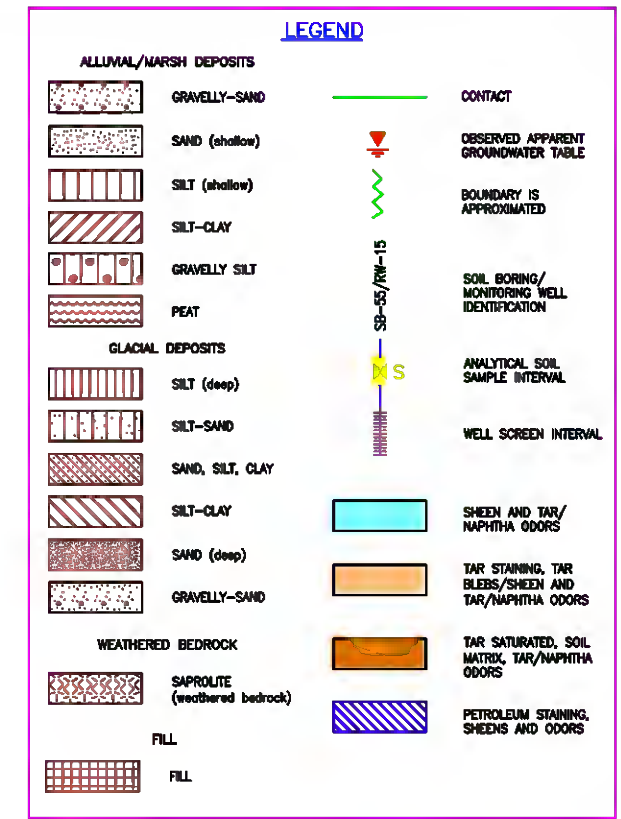 LEGEND
ALLUVIAL/MARSH DEPOSITS
GRAVELLY-SAND
SAND (shallow)
SILT (shallow)
SILT-CLAY
GRAVELLY SILT
PEAT
GLACIAL DEPOSITS
SILT (deep)
SILT-SAND
SAND, SILT, CLAY
SILT-CLAY
SAND (deep)
GRAVELLY-SAND
WEATHERED BEDROCK
SAPROLITE
(weathered bedrock)
FILL
FILL
CONTACT
OBSERVED APPARENT
GROUNDWATER TABLE
BOUNDARY IS
APPROXIMATED
SB-55/RW-15
SOIL BORING/
MONITORING WELL
IDENTIFICATION
S
ANALYTICAL SOIL
SAMPLE INTERVAL
WELL SCREEN INTERVAL
SHEEN AND TAR/
NAPHTHA ODORS
TAR STAINING, TAR
BLEBS/SHEEN AND
TAR/NAPHTHA ODORS
TAR SATURATED, SOIL
MATRIX, TAR/NAPHTHA
ODORS
PETROLEUM STAINING,
SHEENS AND ODORS